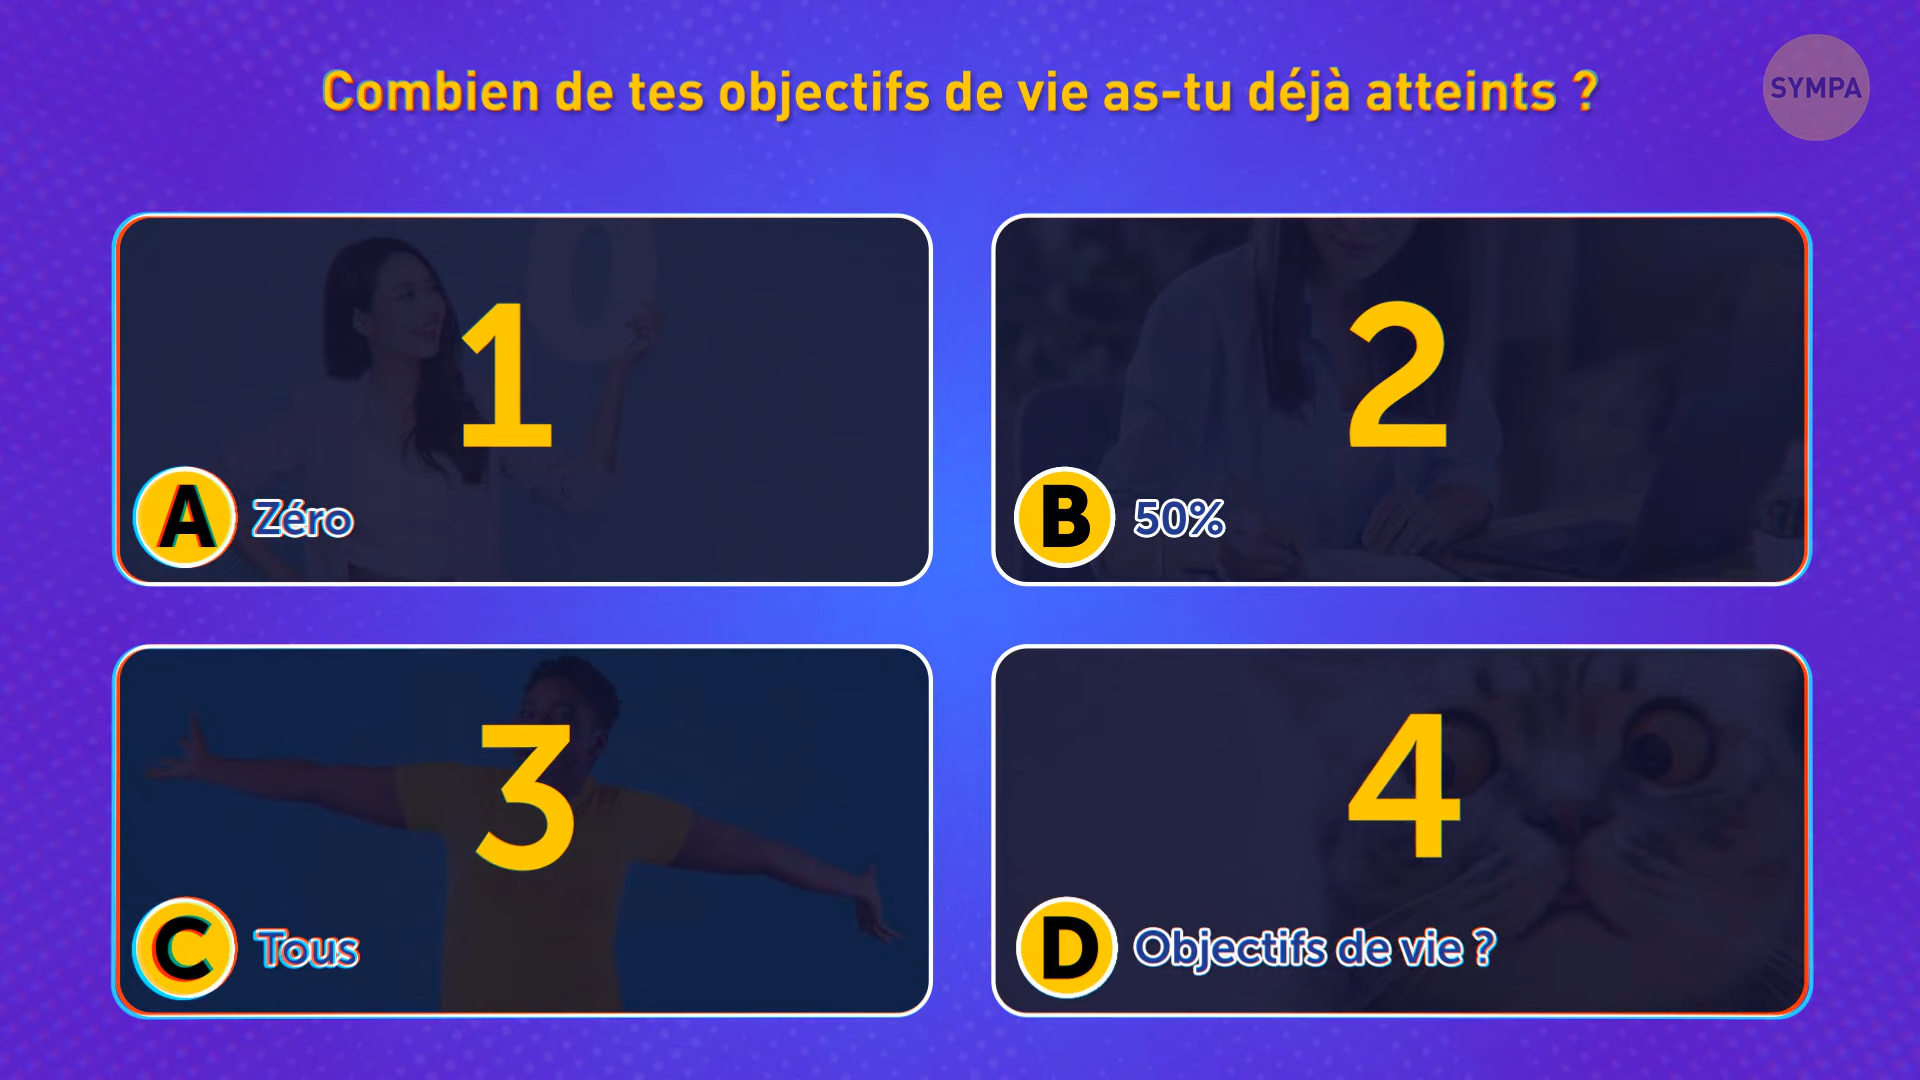 Combien de tes objectifs de vie as-tu déjà atteints ?
SYMPA
1
A Zéro
2
B 50%
3
C Tous
4
D Objectifs de vie ?